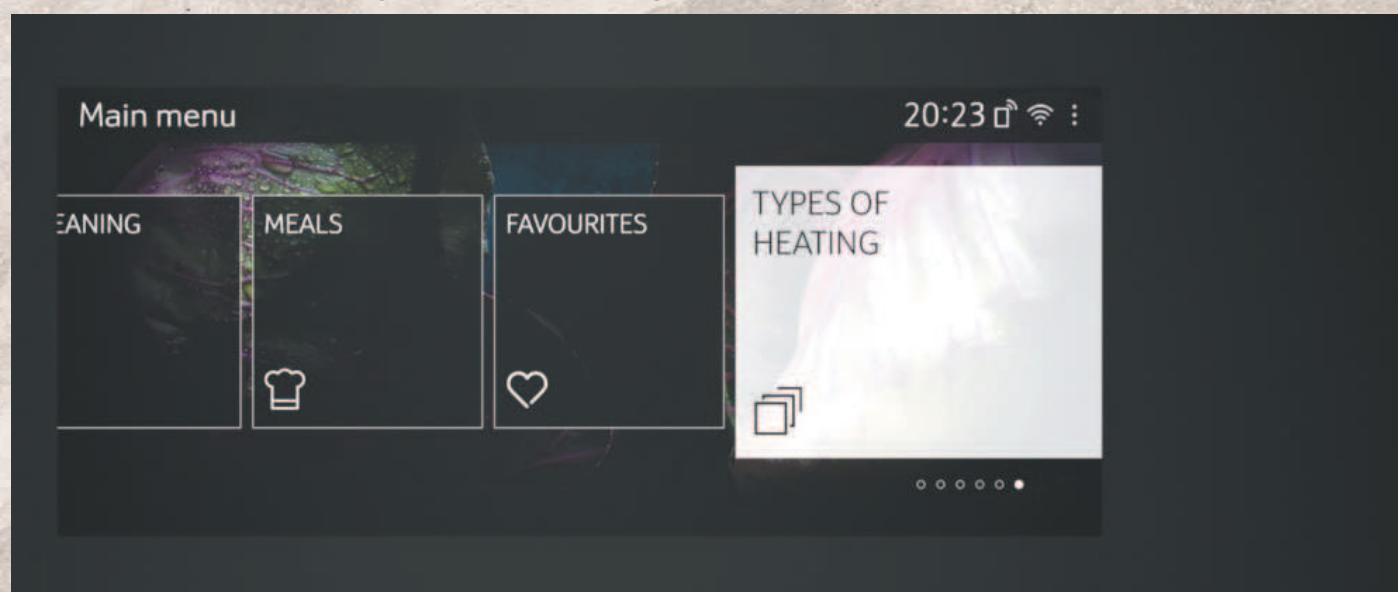 Main menu
20:23
EANING
MEALS
FAVOURITES
TYPES OF
HEATING